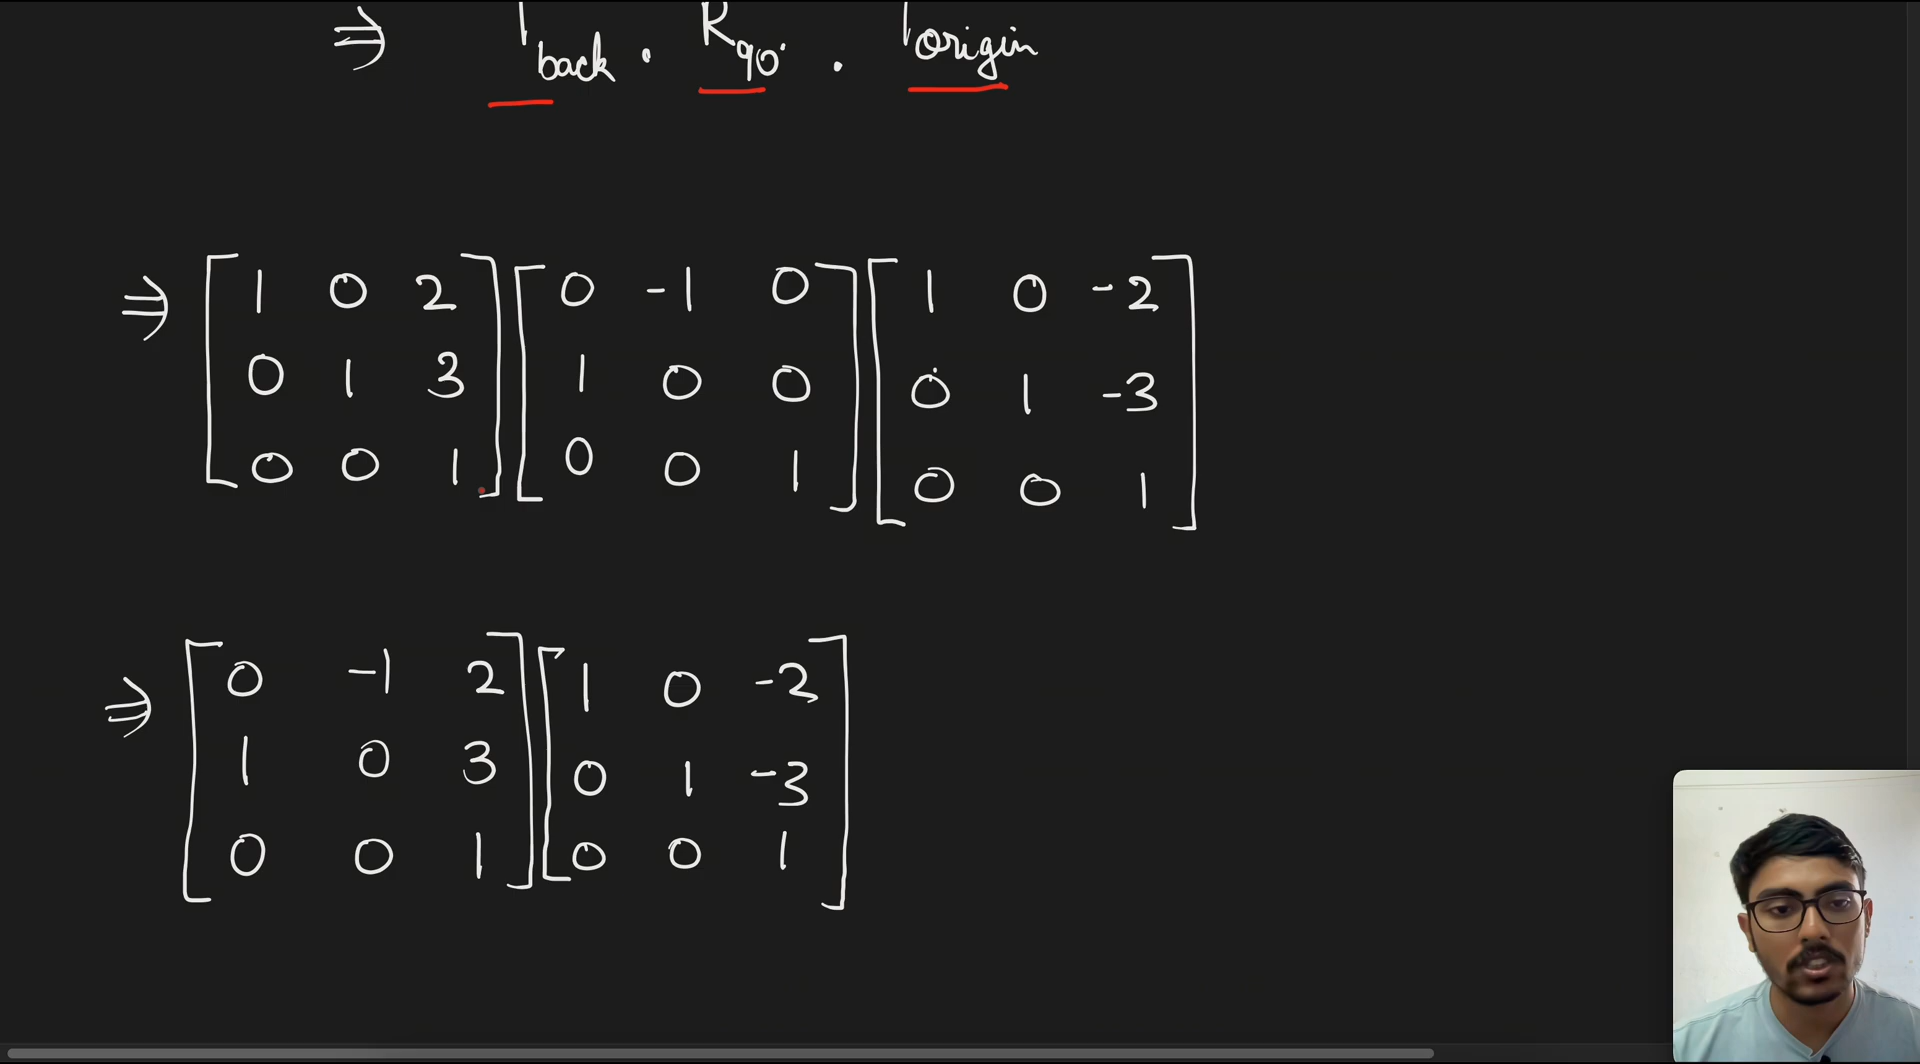 ⇒ T_back · R_90° · T_origin
⇒ [1 0 2] [0 -1 0] [1 0 -2]
[0 1 3] [1 0 0] [0 1 -3]
[0 0 1] [0 0 1] [0 0 1]
⇒ [0 -1 2] [1 0 -2]
[1 0 3] [0 1 -3]
[0 0 1] [0 0 1]